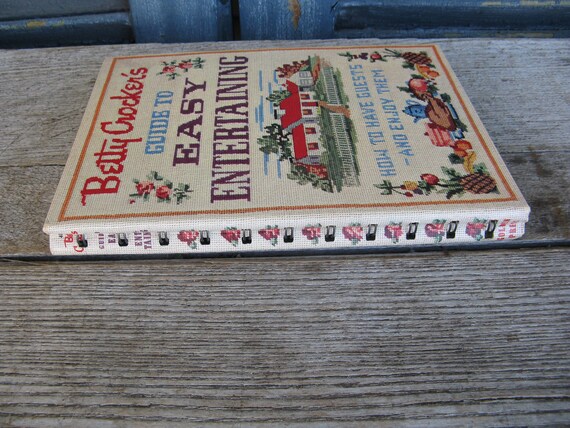 Betty Crocker's
GUIDE TO
EASY
ENTERTAINING
HOW TO HAVE GUESTS
—AND ENJOY THEM